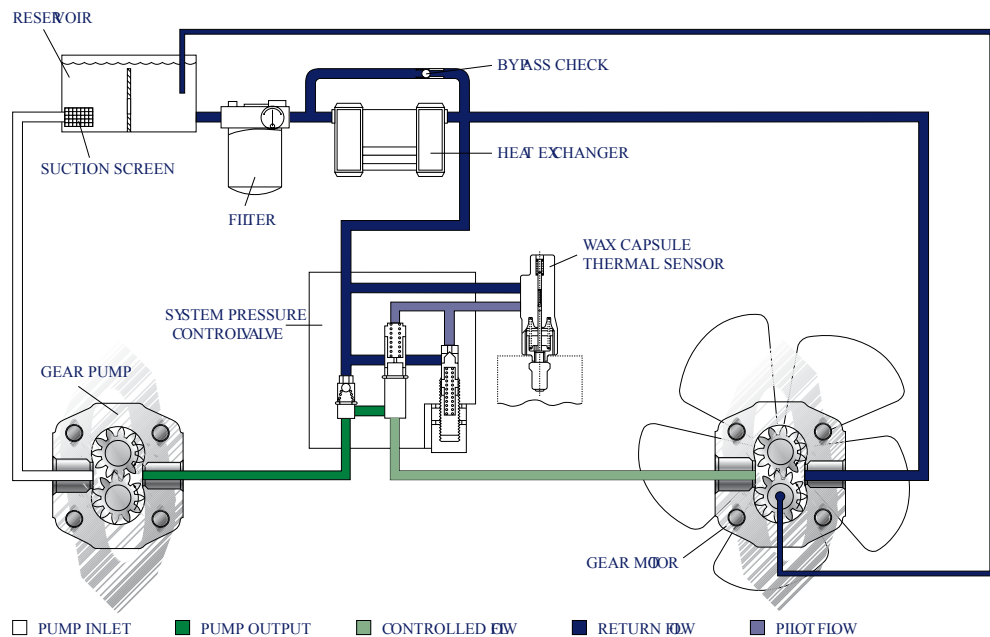 RESERVOIR
BYPASS CHECK
HEAT EXCHANGER
SUCTION SCREEN
FILTER
WAX CAPSULE
THERMAL SENSOR
SYSTEM PRESSURE
CONTROL VALVE
GEAR PUMP
GEAR MOTOR
PUMP INLET
PUMP OUTPUT
CONTROLLED FLOW
RETURN FLOW
PILOT FLOW